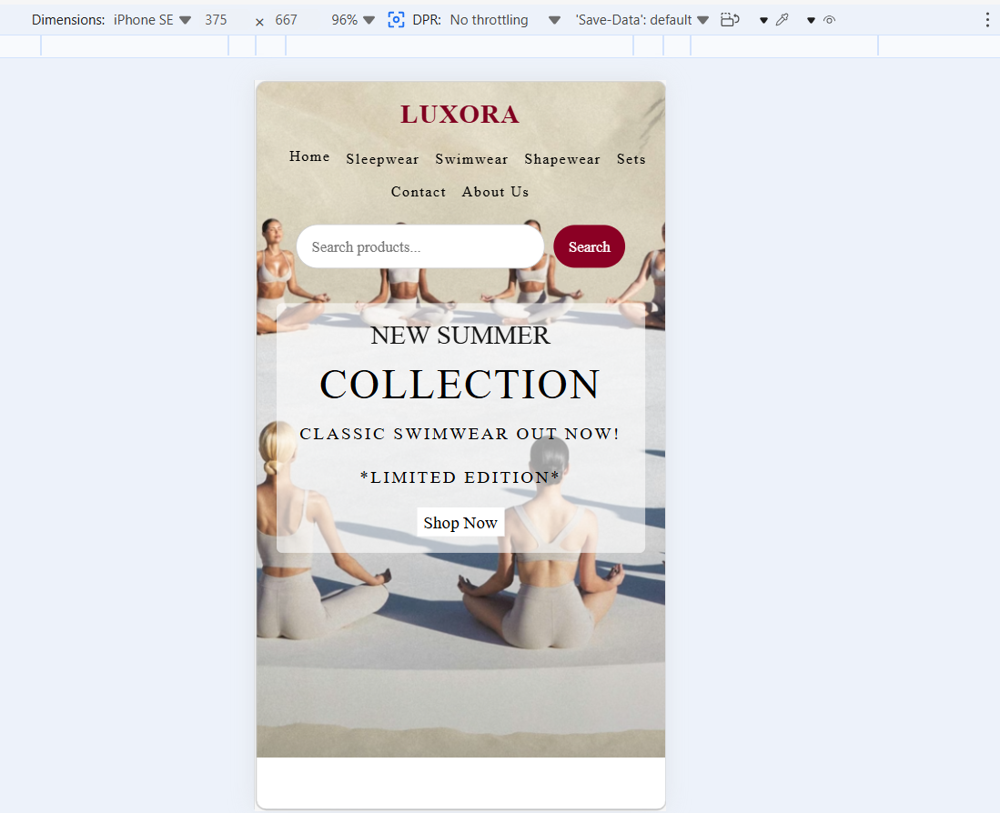 Dimensions: iPhone SE 375 × 667 96% DPR: No throttling 'Save-Data': default
LUXORA
Home Sleepwear Swimwear Shapewear Sets
Contact About Us
Search products... Search
NEW SUMMER
COLLECTION
CLASSIC SWIMWEAR OUT NOW!
*LIMITED EDITION*
Shop Now